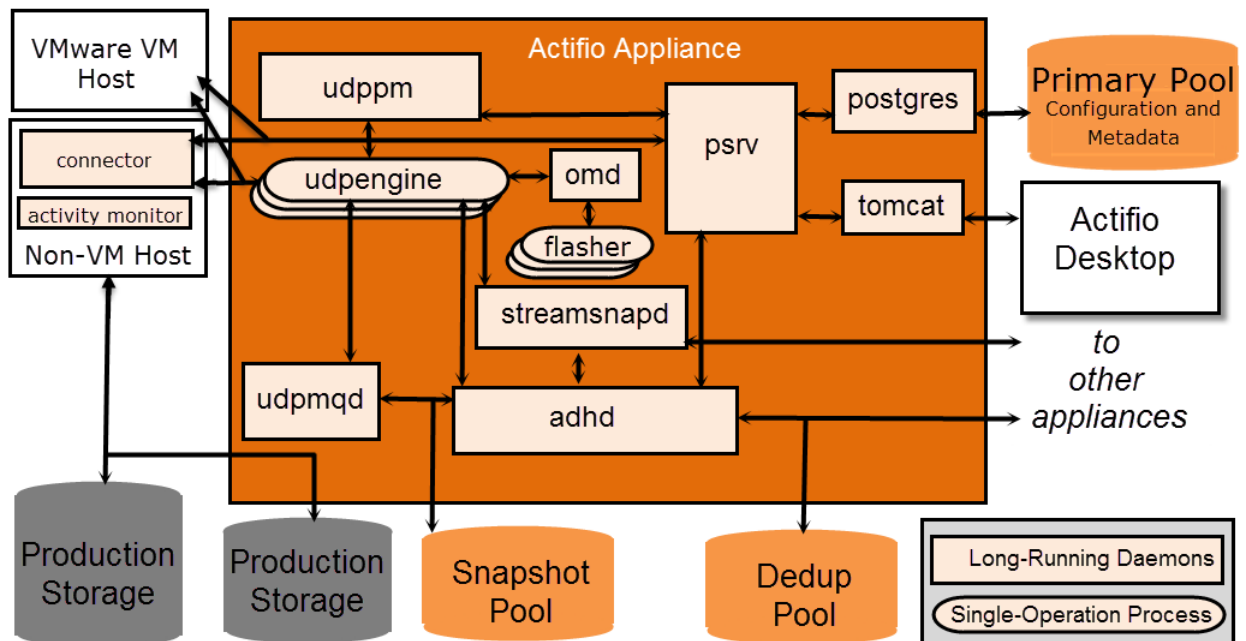 Actifio Appliance
VMware VM
Host
connector
activity monitor
Non-VM Host
udppm
udpengine
omd
flasher
streamsnapd
udpmqd
adhd
psrv
postgres
tomcat
Primary Pool
Configuration and
Metadata
Actifio
Desktop
to
other
appliances
Production
Storage
Production
Storage
Snapshot
Pool
Dedup
Pool
Long-Running Daemons
Single-Operation Process